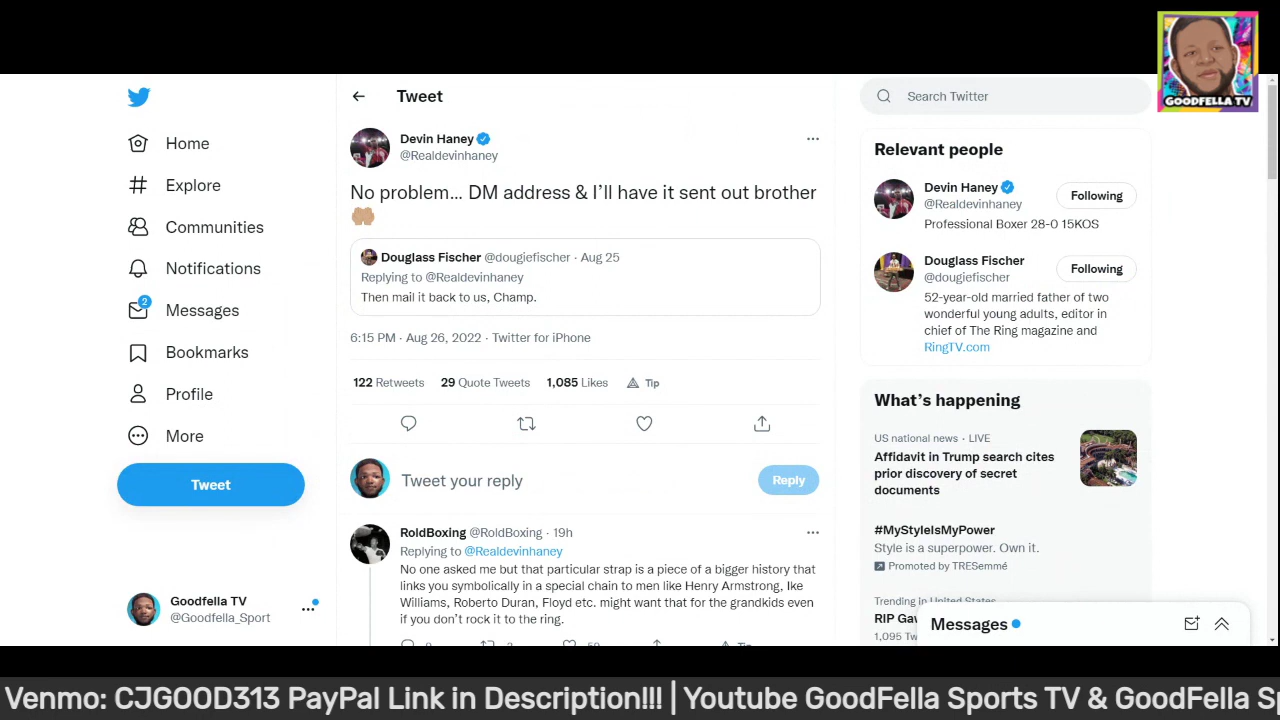 GOODFELLA TV
Home
Explore
Communities
Notifications
2
Messages
Bookmarks
Profile
More
Tweet
Goodfella TV
@Goodfella_Sport
Tweet
Devin Haney
@Realdevinhaney
No problem... DM address & I'll have it sent out brother
Douglass Fischer @dougiefischer · Aug 25
Replying to @Realdevinhaney
Then mail it back to us, Champ.
6:15 PM · Aug 26, 2022 · Twitter for iPhone
122 Retweets 29 Quote Tweets 1,085 Likes Tip
Tweet your reply
Reply
RoldBoxing @RoldBoxing · 19h
Replying to @Realdevinhaney
No one asked me but that particular strap is a piece of a bigger history that
links you symbolically in a special chain to men like Henry Armstrong, Ike
Williams, Roberto Duran, Floyd etc. might want that for the grandkids even
if you don't rock it to the ring.
Search Twitter
Relevant people
Devin Haney
@Realdevinhaney
Following
Professional Boxer 28-0 15KOS
Douglass Fischer
@dougiefischer
Following
52-year-old married father of two
wonderful young adults, editor in
chief of The Ring magazine and
RingTV.com
What's happening
US national news · LIVE
Affidavit in Trump search cites
prior discovery of secret
documents
#MyStyleIsMyPower
Style is a superpower. Own it.
Promoted by TRESemmé
Trending in United States
RIP
1,095
Messages
Venmo: CJGOOD313 PayPal Link in Description!!! | Youtube GoodFella Sports TV & GoodFella